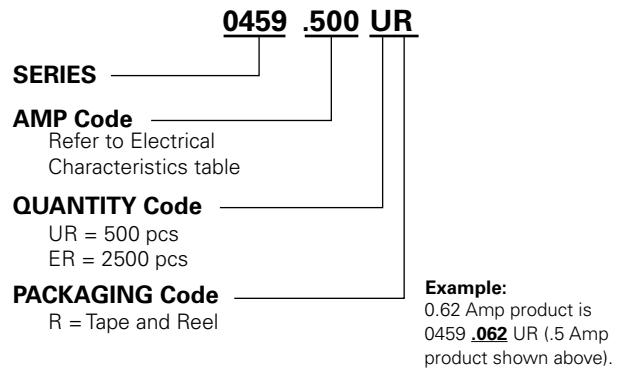 0459 .500 UR
SERIES
AMP Code
Refer to Electrical
Characteristics table
QUANTITY Code
UR = 500 pcs
ER = 2500 pcs
PACKAGING Code
R = Tape and Reel
Example:
0.62 Amp product is
0459 .062 UR (.5 Amp
product shown above).